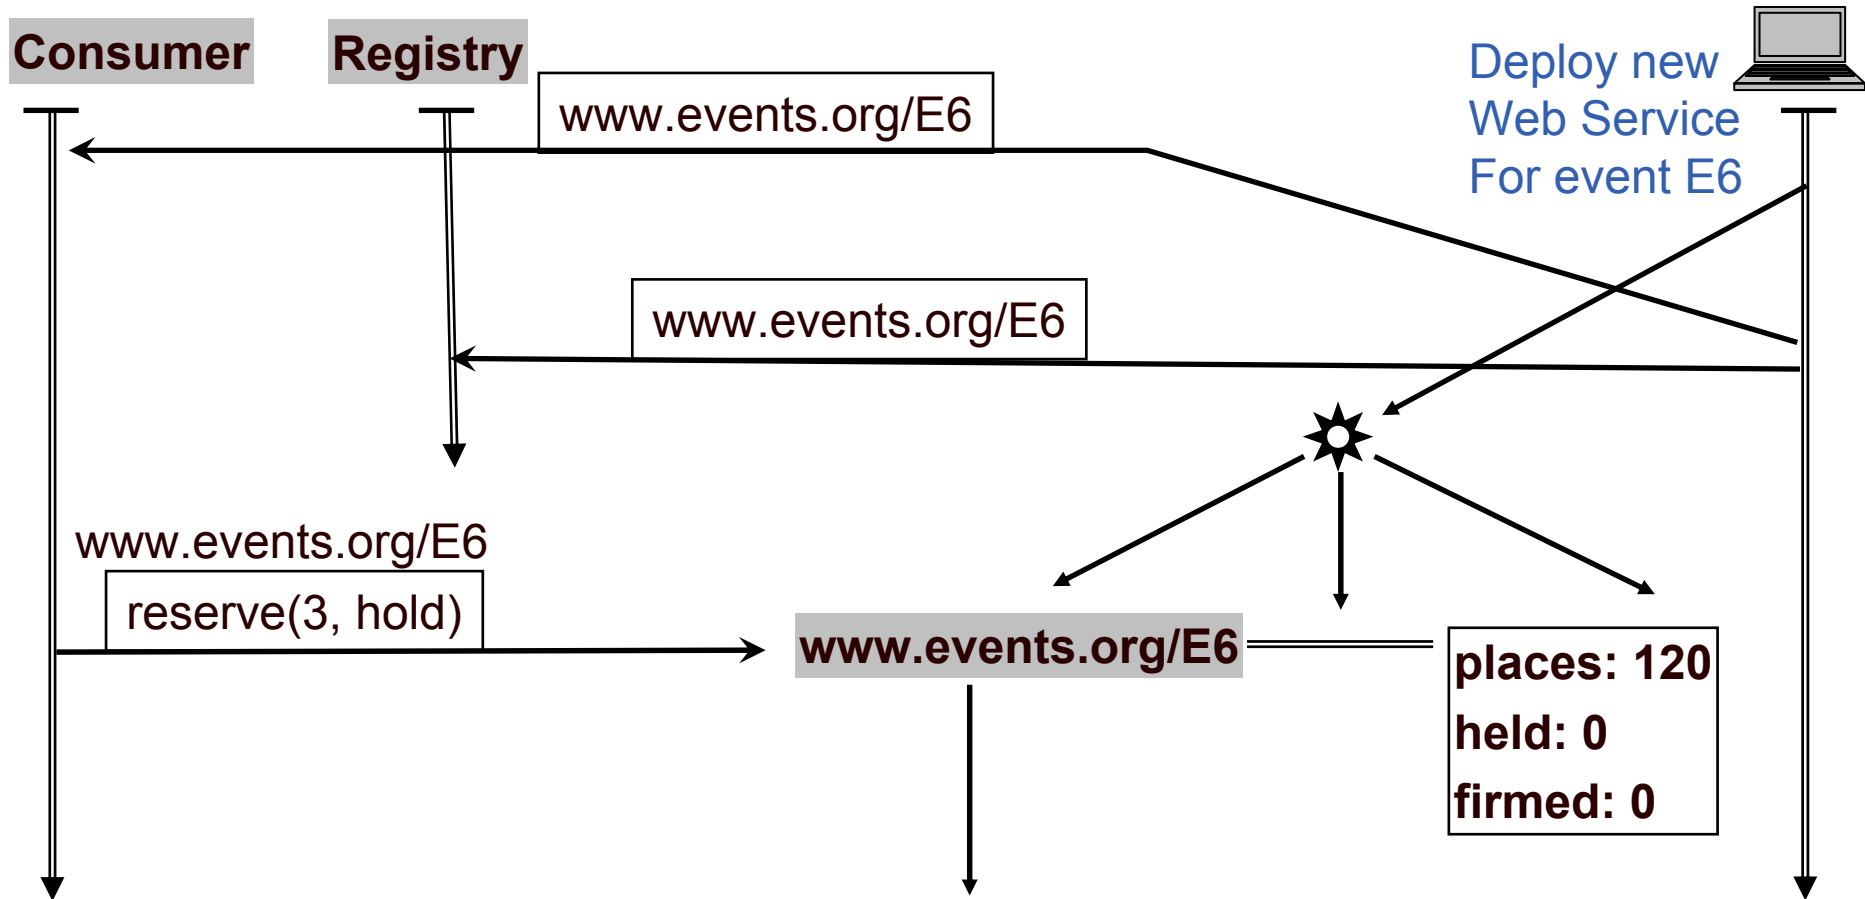 Consumer
Registry
www.events.org/E6
Deploy new
Web Service
For event E6
www.events.org/E6
www.events.org/E6
reserve(3, hold)
www.events.org/E6
places: 120
held: 0
firmed: 0